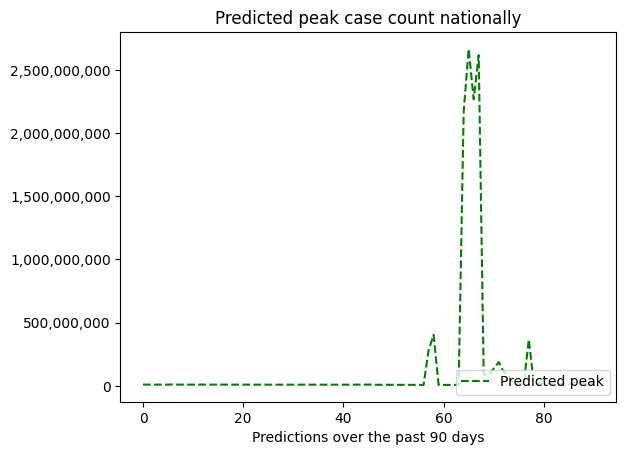 Predicted peak case count nationally
2,500,000,000
2,000,000,000
1,500,000,000
1,000,000,000
500,000,000
0
Predicted peak
0 20 40 60 80
Predictions over the past 90 days